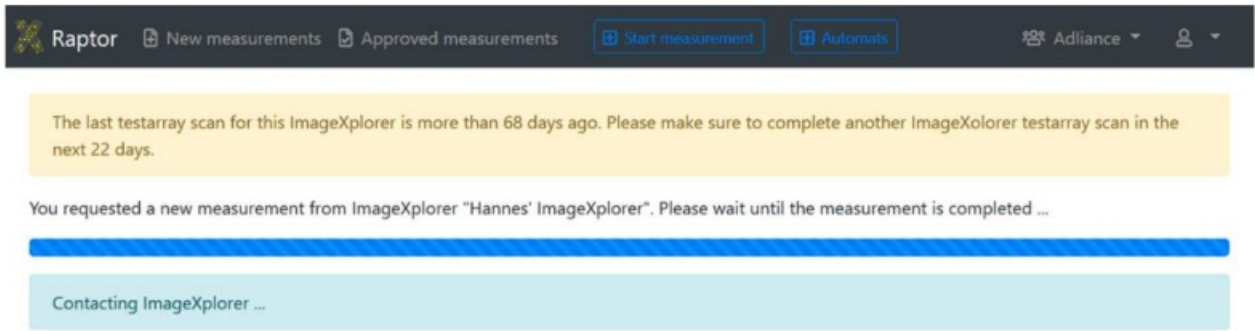 Raptor New measurements Approved measurements Start measurement Automats Adliance
The last testarray scan for this ImageXplorer is more than 68 days ago. Please make sure to complete another ImageXolorer testarray scan in the
next 22 days.
You requested a new measurement from ImageXplorer "Hannes' ImageXplorer". Please wait until the measurement is completed ...
Contacting ImageXplorer ...